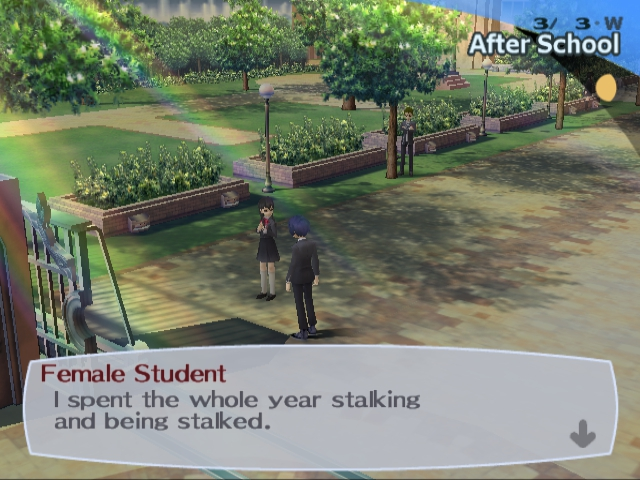 3/ 3·W
After School
Female Student
I spent the whole year stalking
and being stalked.